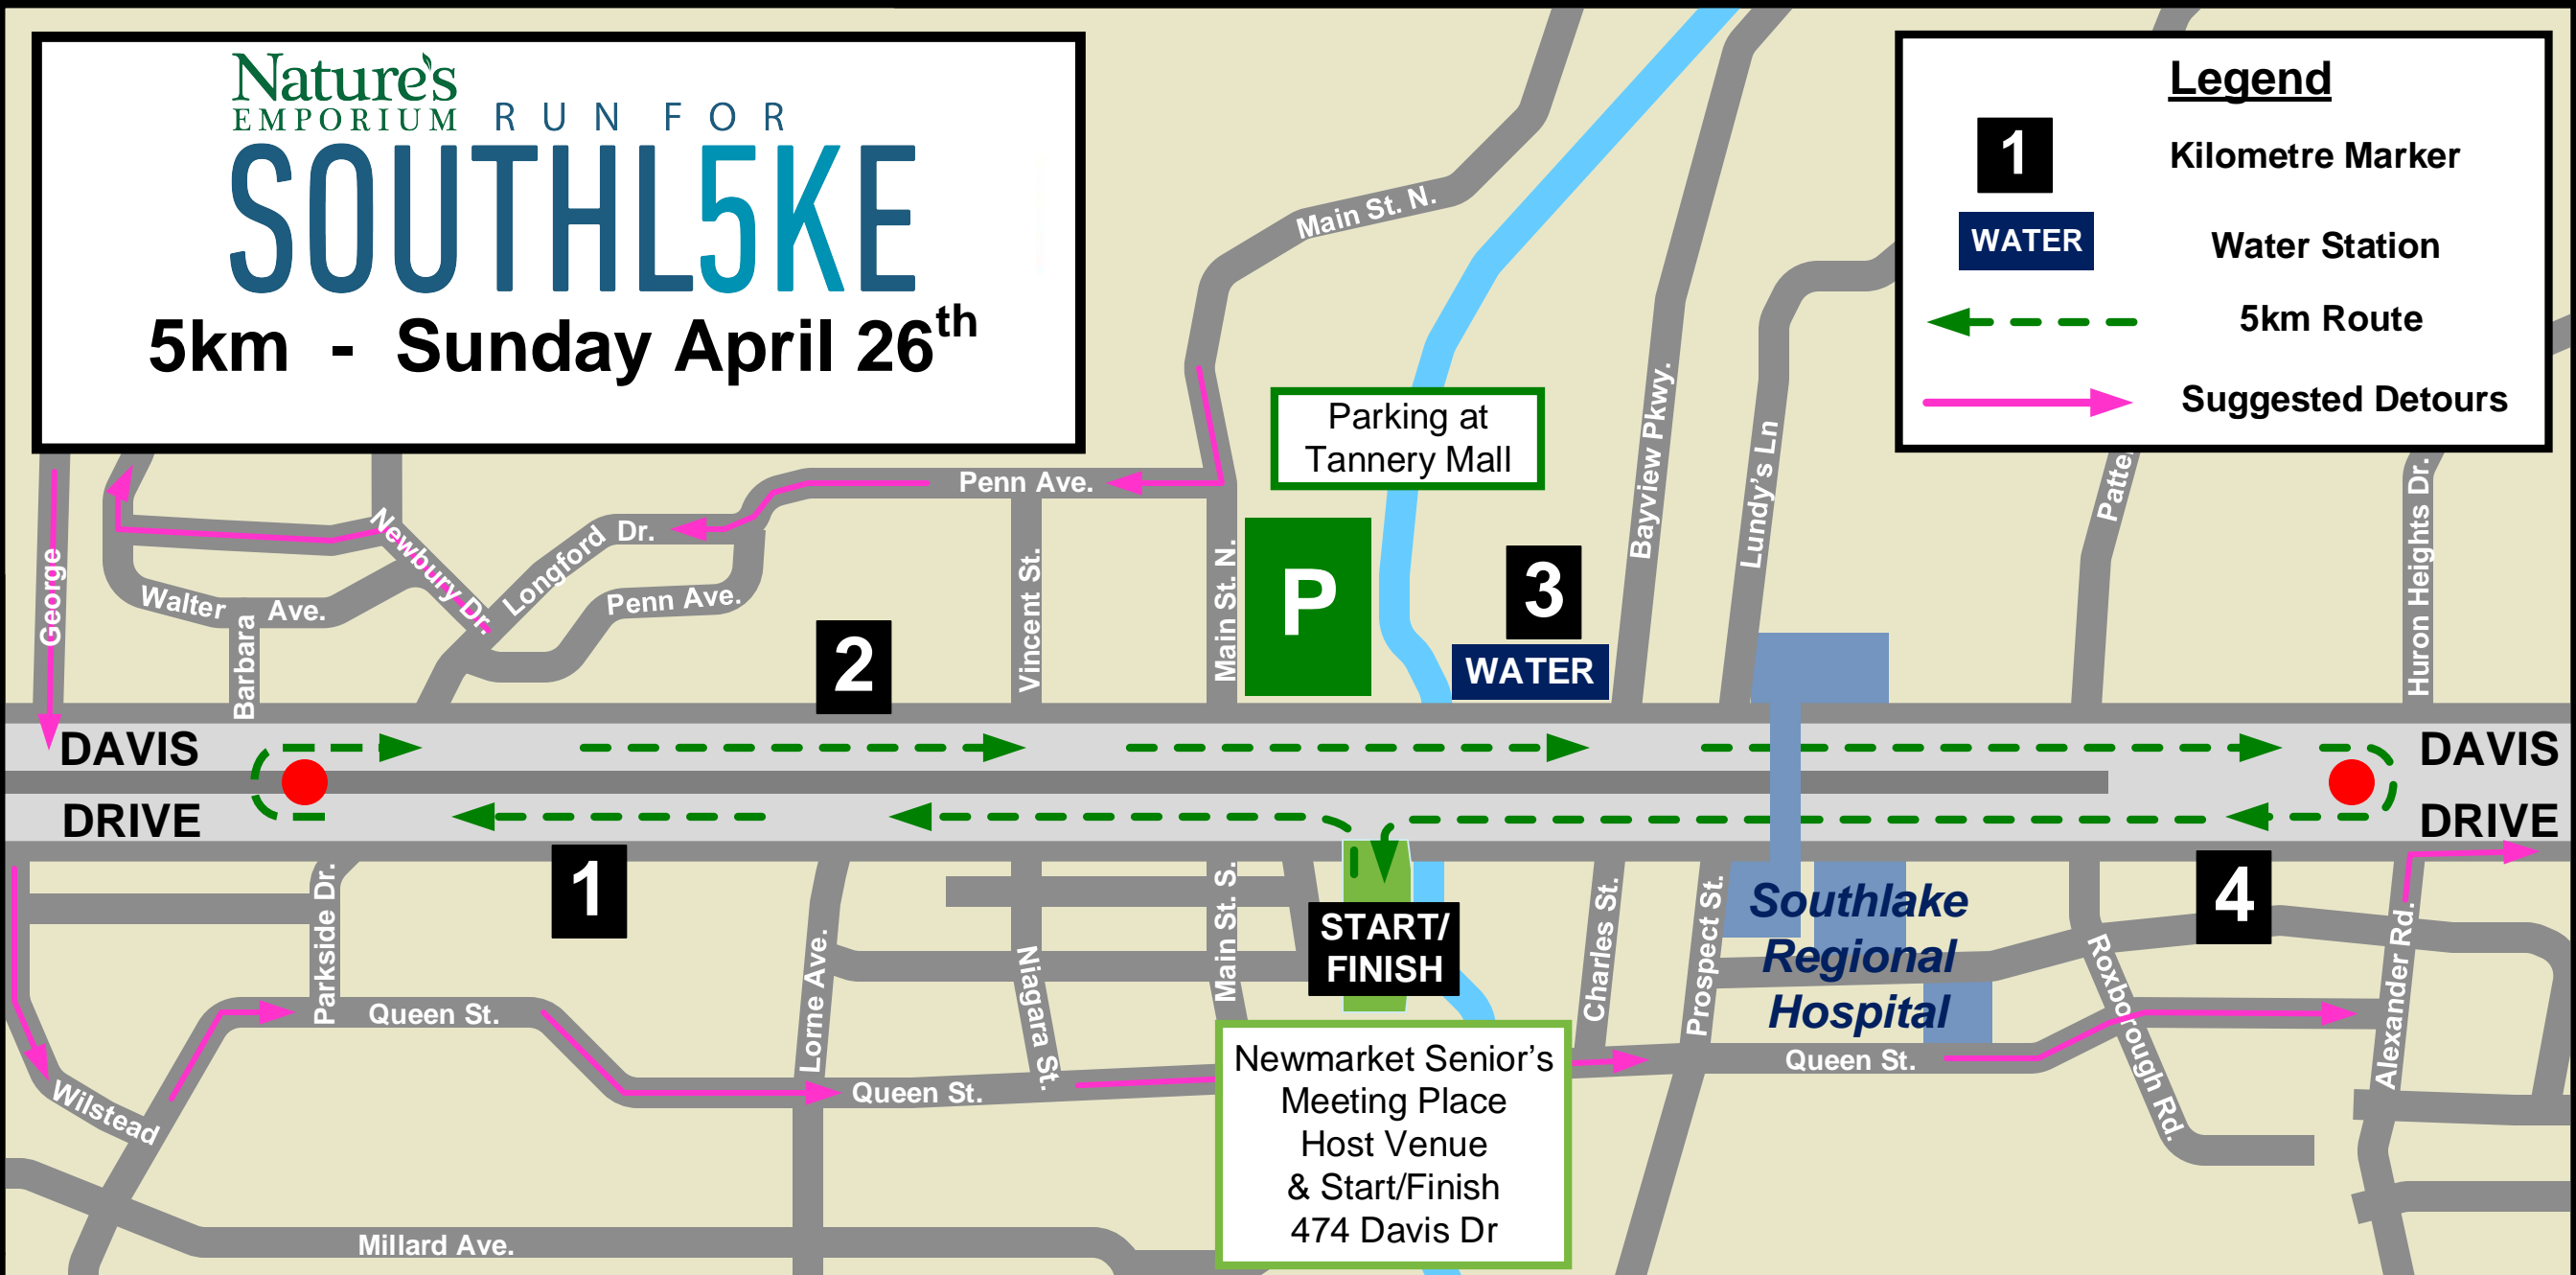 Nature's
EMPORIUM RUN FOR
SOUTHL5KE
5km - Sunday April 26th
Legend
1 Kilometre Marker
WATER Water Station
5km Route
Suggested Detours
Main St. N.
Parking at
Tannery Mall
P
Penn Ave.
Longford Dr.
Newbury Dr.
Penn Ave.
Walter Ave.
Barbara
George
Vincent St.
Main St. N.
Bayview Pkwy.
Lundy's Ln
Patte
Huron Heights Dr.
2
3
WATER
DAVIS
DRIVE
DAVIS
DRIVE
1
4
START/
FINISH
Southlake
Regional
Hospital
Parkside Dr.
Lorne Ave.
Niagara St.
Main St. S.
Charles St.
Prospect St.
Roxborough Rd.
Alexander Rd.
Queen St.
Queen St.
Queen St.
Wilstead
Millard Ave.
Newmarket Senior's
Meeting Place
Host Venue
& Start/Finish
474 Davis Dr